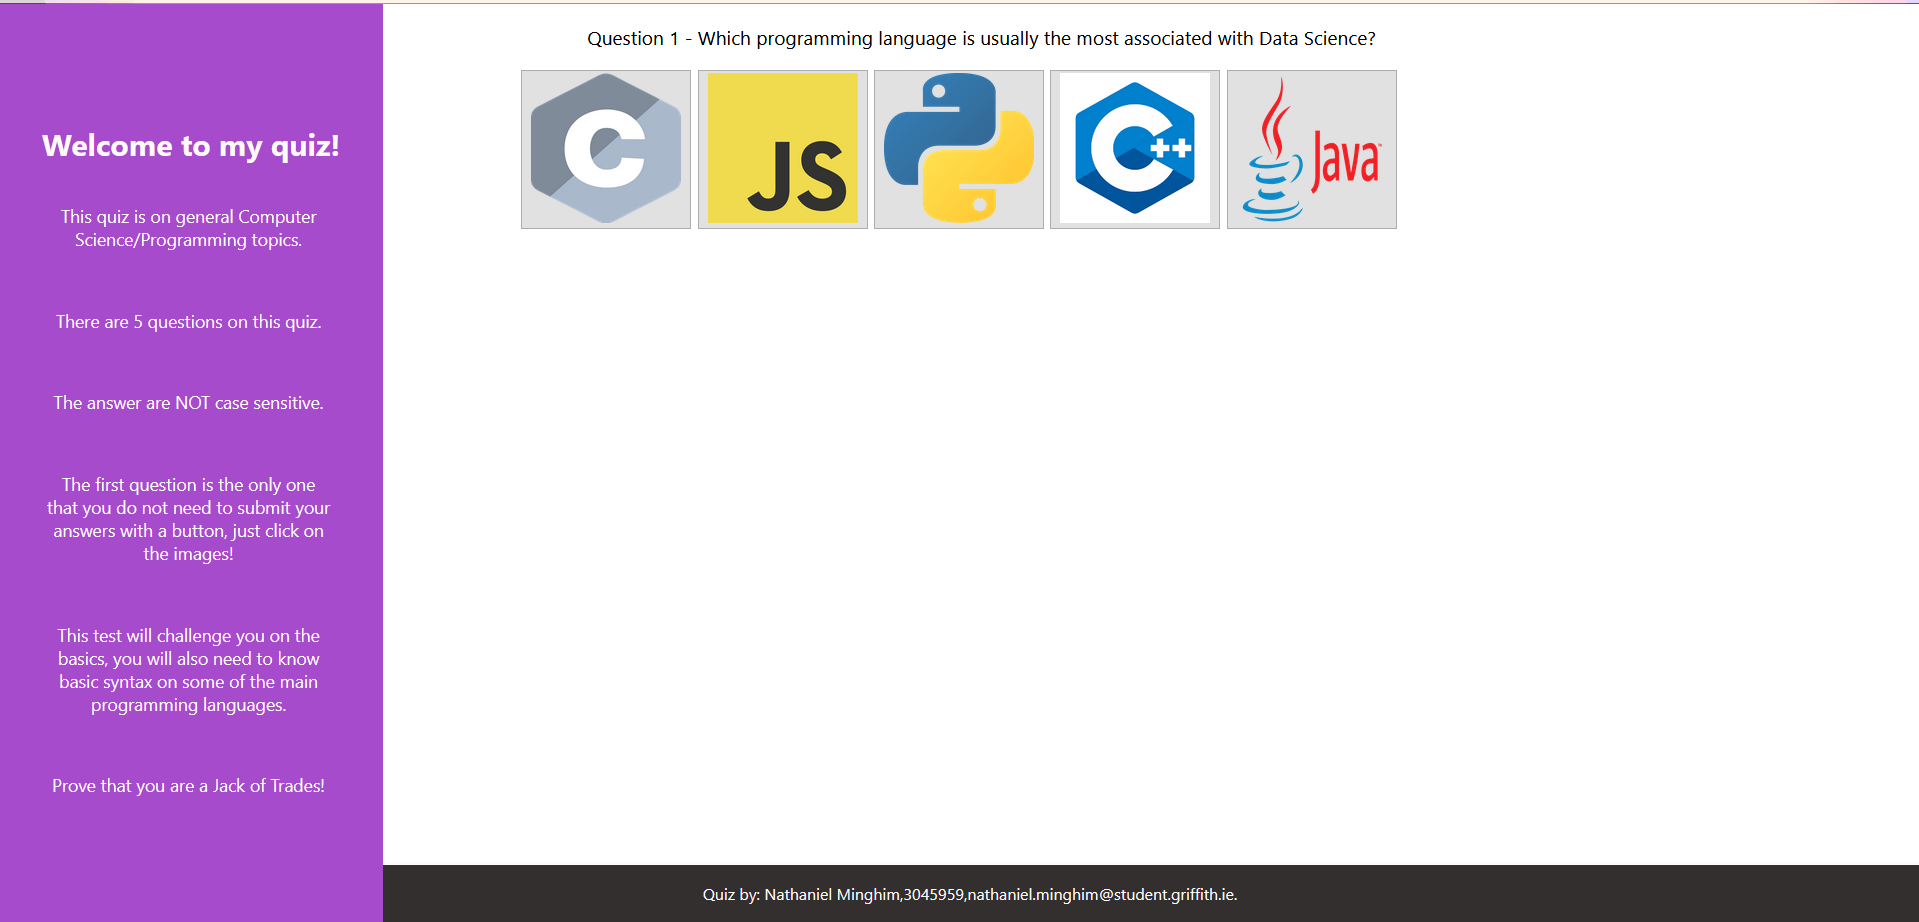 Welcome to my quiz!
This quiz is on general Computer
Science/Programming topics.
There are 5 questions on this quiz.
The answer are NOT case sensitive.
The first question is the only one
that you do not need to submit your
answers with a button, just click on
the images!
This test will challenge you on the
basics, you will also need to know
basic syntax on some of the main
programming languages.
Prove that you are a Jack of Trades!
Question 1 - Which programming language is usually the most associated with Data Science?
C
JS
C++
Java™
Quiz by: Nathaniel Minghim,3045959,nathaniel.minghim@student.griffith.ie.